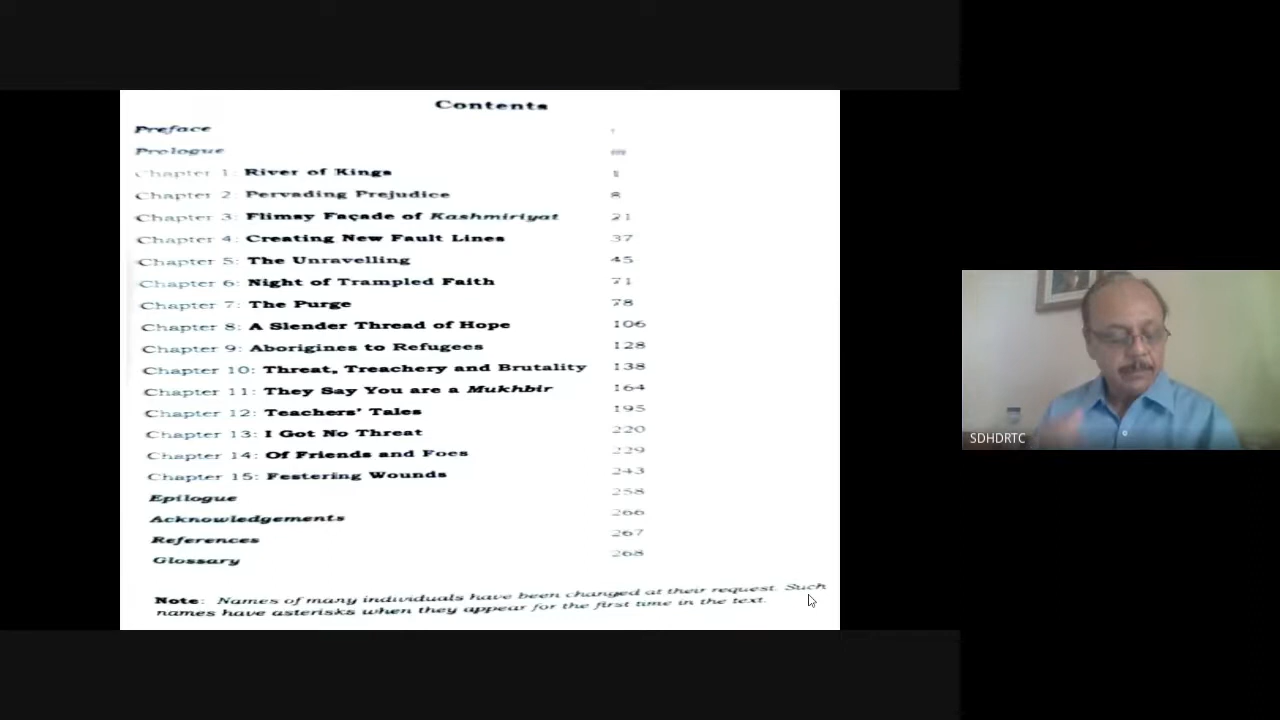 Contents
Preface i
Prologue iii
Chapter 1: River of Kings 1
Chapter 2: Pervading Prejudice 8
Chapter 3: Flimsy Façade of Kashmiriyat 21
Chapter 4: Creating New Fault Lines 37
Chapter 5: The Unravelling 45
Chapter 6: Night of Trampled Faith 71
Chapter 7: The Purge 78
Chapter 8: A Slender Thread of Hope 106
Chapter 9: Aborigines to Refugees 128
Chapter 10: Threat, Treachery and Brutality 138
Chapter 11: They Say You are a Mukhbir 164
Chapter 12: Teachers' Tales 195
Chapter 13: I Got No Threat 220
Chapter 14: Of Friends and Foes 229
Chapter 15: Festering Wounds 243
Epilogue 258
Acknowledgements 266
References 267
Glossary 268
Note: Names of many individuals have been changed at their request. Such
names have asterisks when they appear for the first time in the text.
SDHDRTC